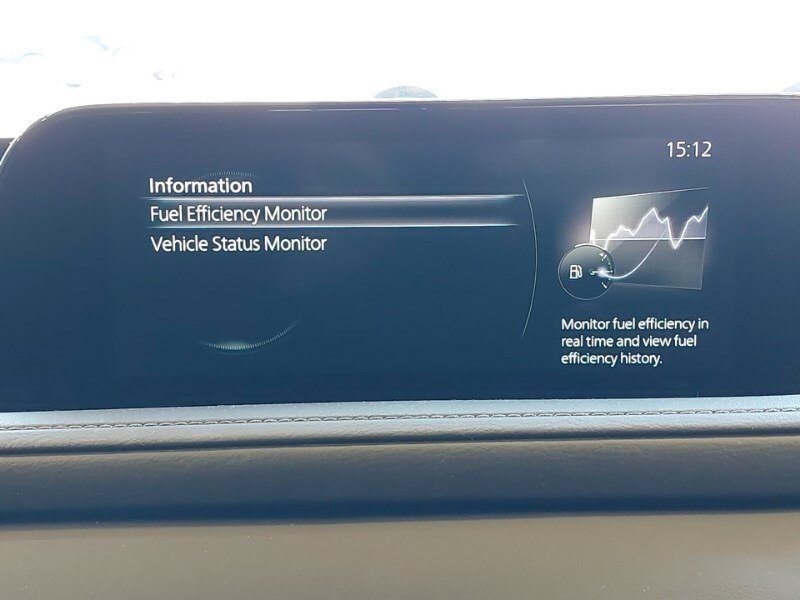 15:12
Information
Fuel Efficiency Monitor
Vehicle Status Monitor
Monitor fuel efficiency in
real time and view fuel
efficiency history.